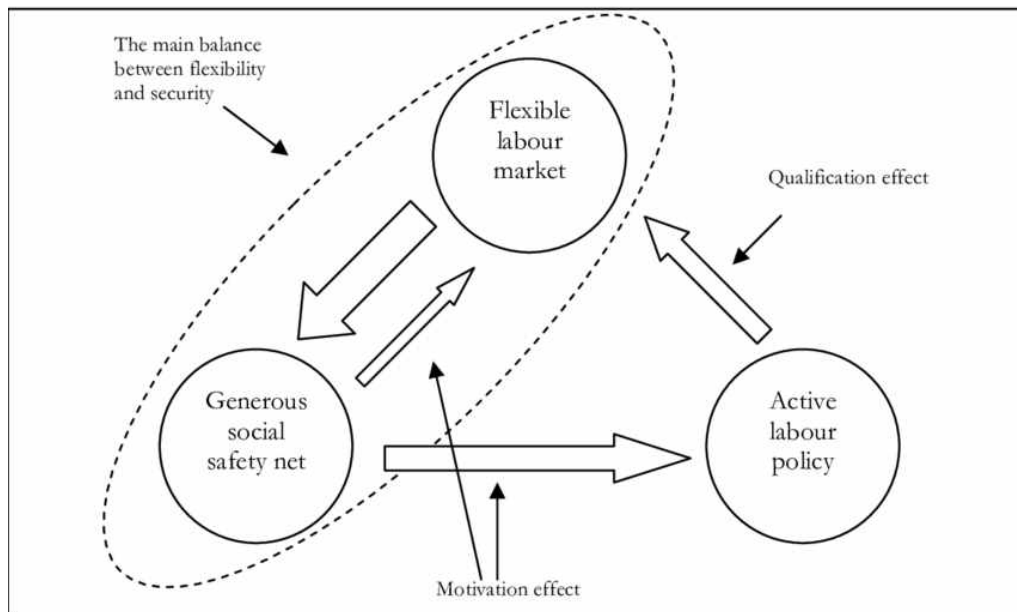 The main balance
between flexibility
and security
Flexible
labour
market
Qualification effect
Generous
social
safety net
Active
labour
policy
Motivation effect